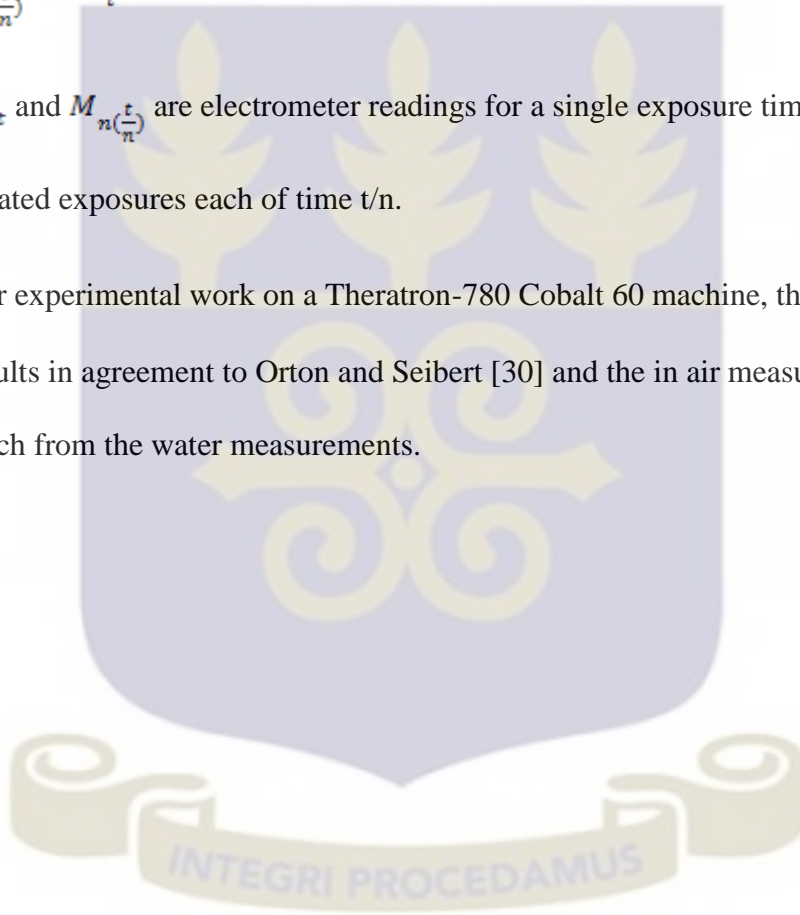 t and M n(t/n) are electrometer readings for a single exposure tim
ated exposures each of time t/n.
r experimental work on a Theratron-780 Cobalt 60 machine, th
ults in agreement to Orton and Seibert [30] and the in air measu
ch from the water measurements.
INTEGRI PROCEDAMUS